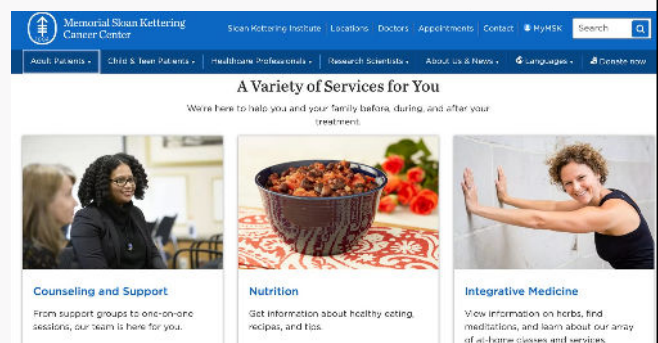 Memorial Sloan Kettering
Cancer Center
Sloan Kettering Institute Locations Doctors Appointments Contact MyMSK Search
Adult Patients Child & Teen Patients Healthcare Professionals Research Scientists About Us & News Languages Donate now
A Variety of Services for You
We're here to help you and your family before, during, and after your
treatment.
Counseling and Support
From support groups to one-on-one
sessions, our team is here for you.
Nutrition
Get information about healthy eating,
recipes, and tips.
Integrative Medicine
View information on herbs, find
meditations, and learn about our array
of at-home classes and services.